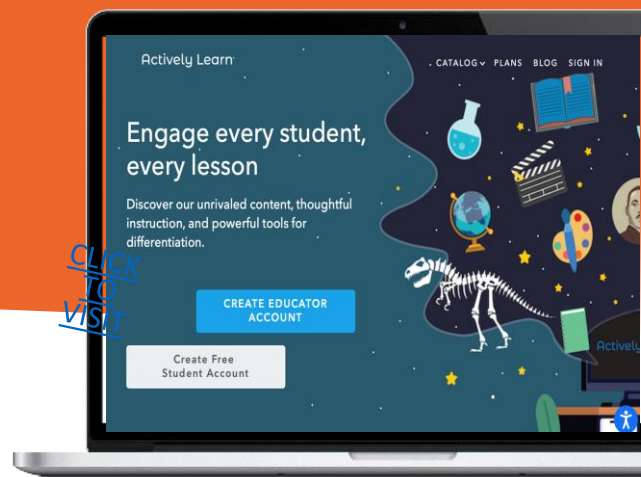 Actively Learn
CATALOG PLANS BLOG SIGN IN
Engage every student,
every lesson
Discover our unrivaled content, thoughtful
instruction, and powerful tools for
differentiation.
CLICK
TO
VISIT
CREATE EDUCATOR
ACCOUNT
Create Free
Student Account
Actively